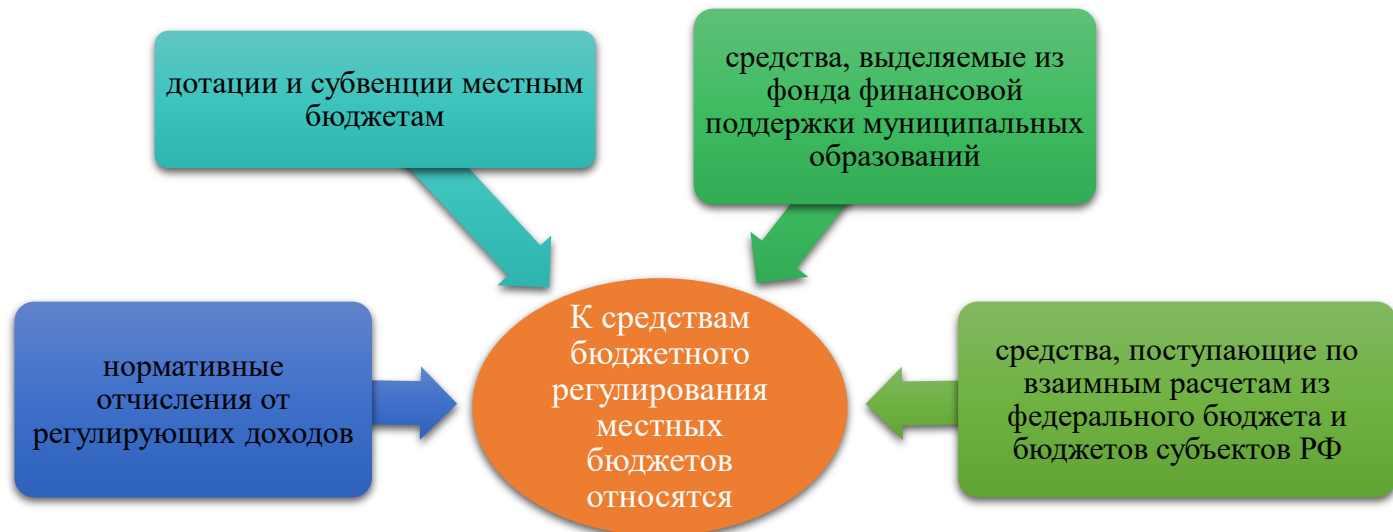 дотации и субвенции местным
бюджетам
средства, выделяемые из
фонда финансовой
поддержки муниципальных
образований
нормативные
отчисления от
регулирующих доходов
К средствам
бюджетного
регулирования
местных
бюджетов
относятся
средства, поступающие по
взаимным расчетам из
федерального бюджета и
бюджетов субъектов РФ